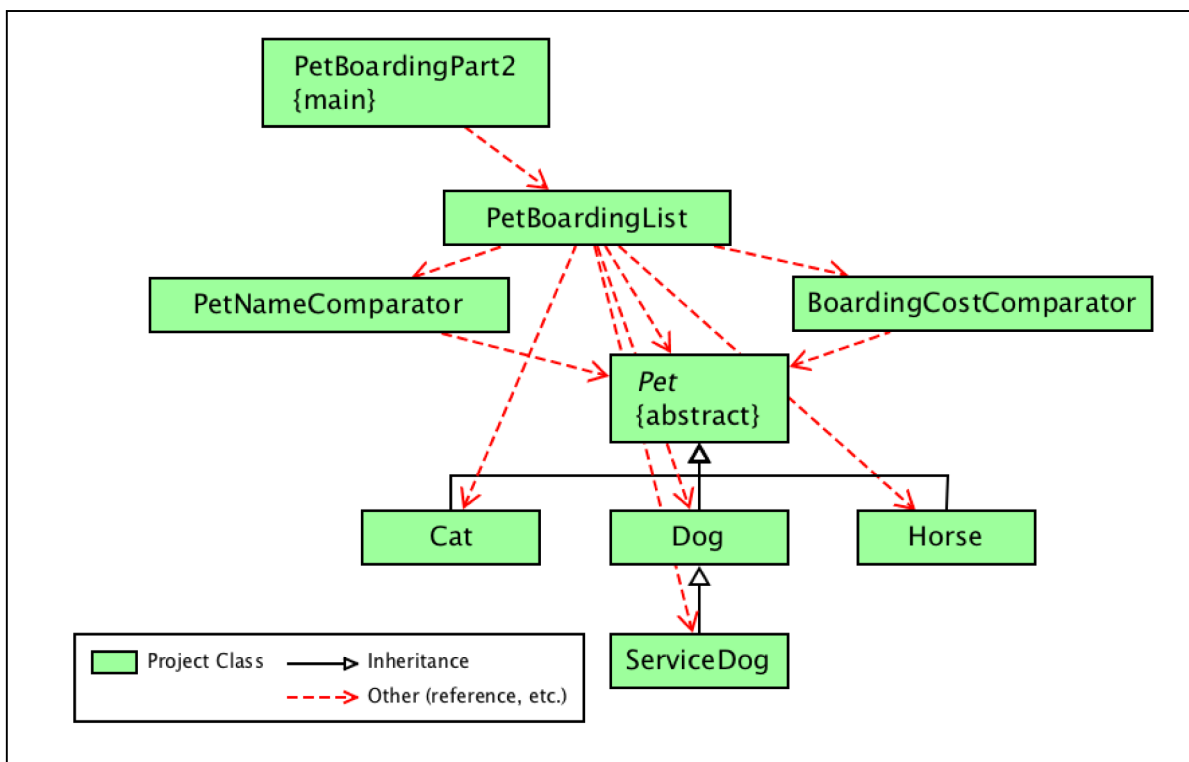 PetBoardingPart2
{main}
PetBoardingList
PetNameComparator
BoardingCostComparator
Pet
{abstract}
Cat
Dog
Horse
ServiceDog
Project Class
Inheritance
Other (reference, etc.)